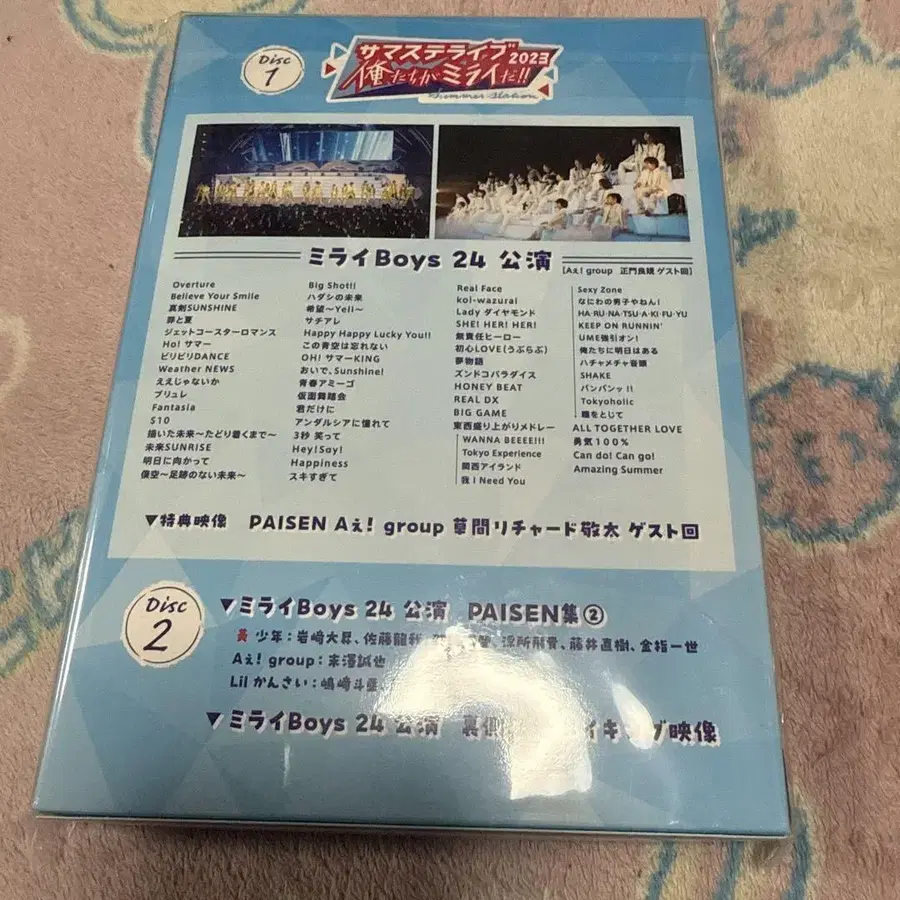 Disc 1
サマステライブ 2023
俺たちがミライだ!!
summer station
ミライBoys 24 公演
【Aぇ! group 正門良規 ゲスト回】
Overture
Believe Your Smile
真剣SUNSHINE
罪と夏
ジェットコースターロマンス
Ho! サマー
ビリビリDANCE
Weather NEWS
ええじゃないか
ブリュレ
Fantasia
$10
描いた未来～たどり着くまで～
未来SUNRISE
明日に向かって
僕空～足跡のない未来～
Big Shot!!
ハダシの未来
希望～Yell～
サチアレ
Happy Happy Lucky You!!
この青空は忘れない
OH! サマーKING
おいで、Sunshine!
青春アミーゴ
仮面舞踏会
君だけに
アンダルシアに憧れて
3秒 笑って
Hey!Say!
Happiness
スキすぎて
Real Face
koi-wazurai
Lady ダイヤモンド
SHE! HER! HER!
無責任ヒーロー
初心LOVE(うぶらぶ)
夢物語
ズンドコパラダイス
HONEY BEAT
REAL DX
BIG GAME
東西盛り上がりメドレー
WANNA BEEEE!!!
Tokyo Experience
関西アイランド
我 I Need You
Sexy Zone
なにわの男子やねん!
HA·RU·NA·TSU·A·KI·FU·YU
KEEP ON RUNNIN'
UME強引オン!
俺たちに明日はある
ハチャメチャ音頭
SHAKE
バンバンッ!!
Tokyoholic
瞳をとじて
ALL TOGETHER LOVE
勇気100%
Can do! Can go!
Amazing Summer
▼特典映像 PAISEN Aぇ! group 草間リチャード敬太 ゲスト回
Disc 2
▼ミライBoys 24 公演 PAISEN集②
美 少年：岩﨑大昇、佐藤龍我、浮所飛貴、藤井直樹、金指一世
Aぇ! group：末澤誠也
Lil かんさい：嶋﨑斗亜
▼ミライBoys 24 公演 裏側 イキング映像